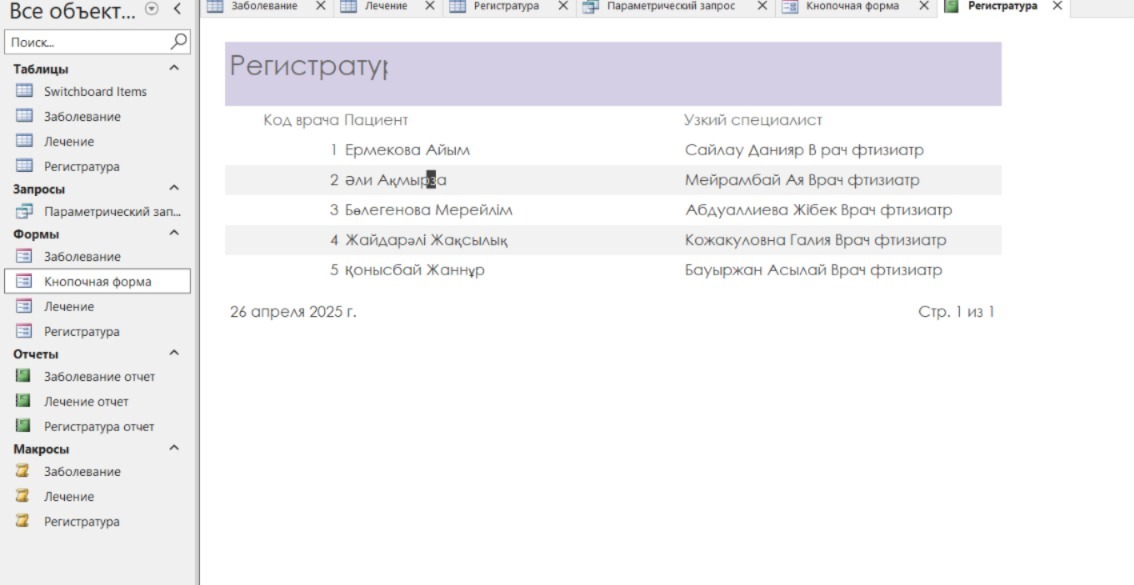 Все объект...
Поиск...
Таблицы
Switchboard Items
Заболевание
Лечение
Регистратура
Запросы
Параметрический зап...
Формы
Заболевание
Кнопочная форма
Лечение
Регистратура
Отчеты
Заболевание отчет
Лечение отчет
Регистратура отчет
Макросы
Заболевание
Лечение
Регистратура
Заболевание Лечение Регистратура Параметрический запрос Кнопочная форма Регистратура
Регистратур
Код врача Пациент Узкий специалист
1 Ермекова Айым Сайлау Данияр В рач фтизиатр
2 Әли Ақмырза Мейрамбай Ая Врач фтизиатр
3 Бөлегенова Мерейлім Абдуаллиева Жібек Врач фтизиатр
4 Жайдарәлі Жақсылық Кожакуловна Галия Врач фтизиатр
5 Қонысбай Жаннұр Бауыржан Асылай Врач фтизиатр
26 апреля 2025 г. Стр. 1 из 1